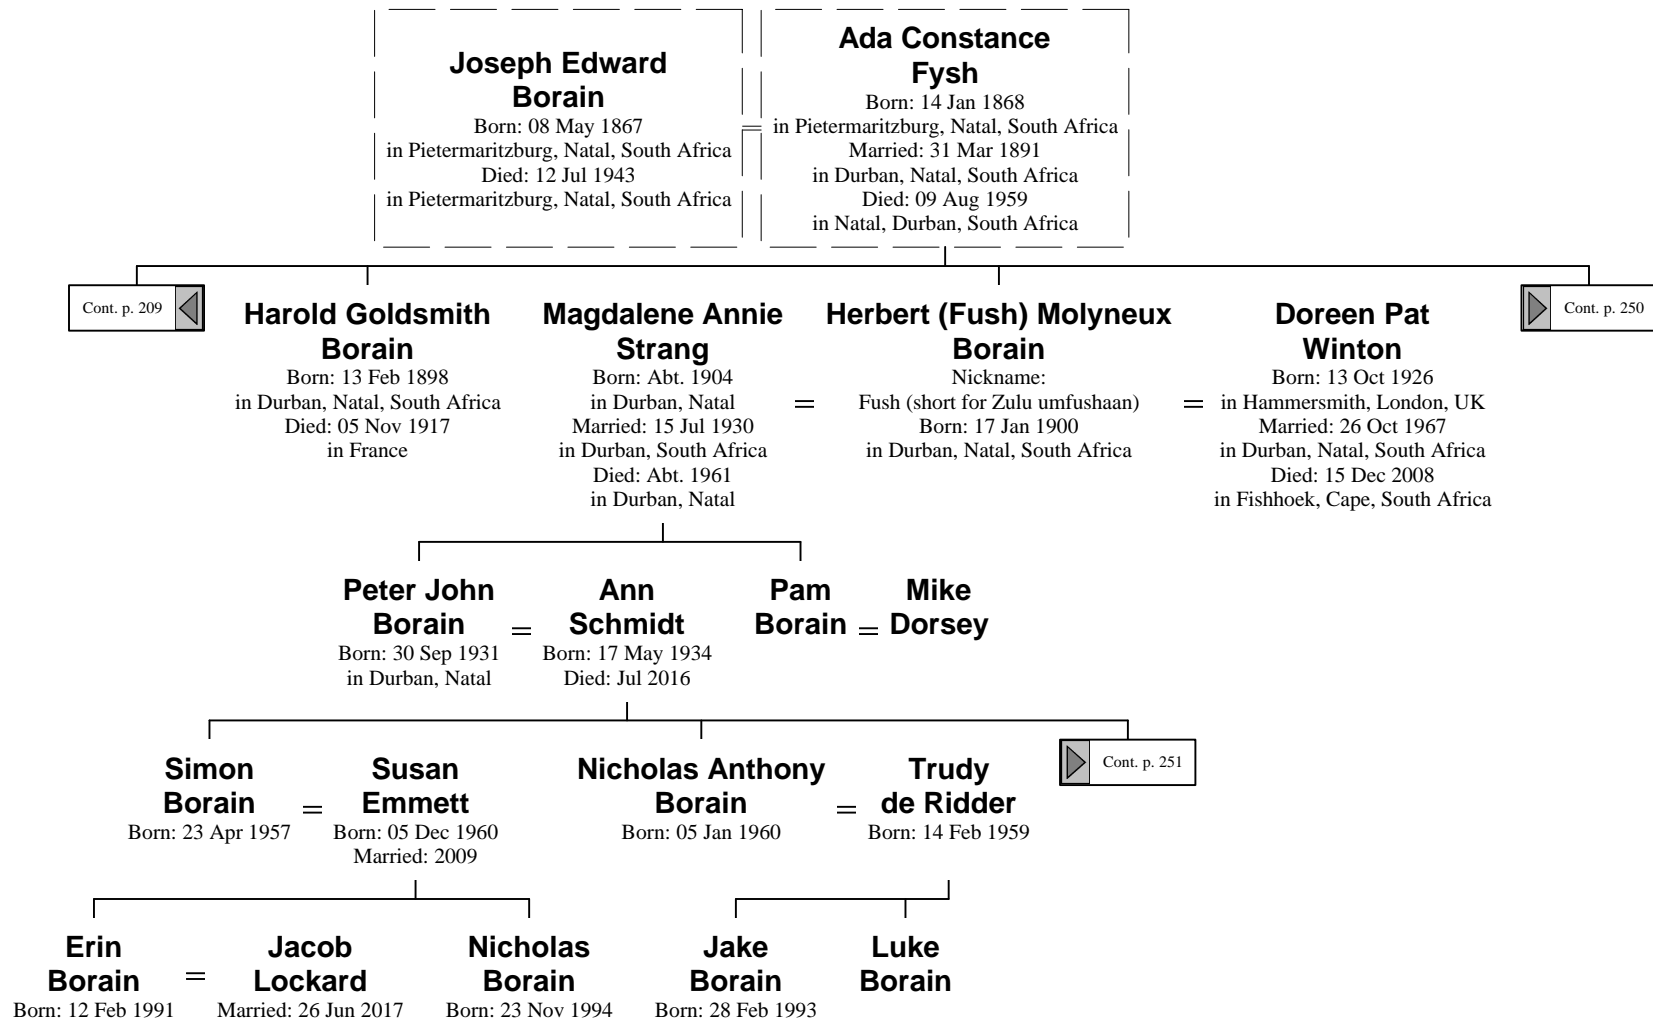 Joseph Edward
Borain
Born: 08 May 1867
in Pietermaritzburg, Natal, South Africa
Died: 12 Jul 1943
in Pietermaritzburg, Natal, South Africa
=
Ada Constance
Fysh
Born: 14 Jan 1868
in Pietermaritzburg, Natal, South Africa
Married: 31 Mar 1891
in Durban, Natal, South Africa
Died: 09 Aug 1959
in Natal, Durban, South Africa
Cont. p. 209
Harold Goldsmith
Borain
Born: 13 Feb 1898
in Durban, Natal, South Africa
Died: 05 Nov 1917
in France
Magdalene Annie
Strang
Born: Abt. 1904
in Durban, Natal
Married: 15 Jul 1930
in Durban, South Africa
Died: Abt. 1961
in Durban, Natal
=
Herbert (Fush) Molyneux
Borain
Nickname:
Fush (short for Zulu umfushaan)
Born: 17 Jan 1900
in Durban, Natal, South Africa
=
Doreen Pat
Winton
Born: 13 Oct 1926
in Hammersmith, London, UK
Married: 26 Oct 1967
in Durban, Natal, South Africa
Died: 15 Dec 2008
in Fishhoek, Cape, South Africa
Cont. p. 250
Peter John
Borain
Born: 30 Sep 1931
in Durban, Natal
=
Ann
Schmidt
Born: 17 May 1934
Died: Jul 2016
Pam
Borain
=
Mike
Dorsey
Simon
Borain
Born: 23 Apr 1957
=
Susan
Emmett
Born: 05 Dec 1960
Married: 2009
Nicholas Anthony
Borain
Born: 05 Jan 1960
=
Trudy
de Ridder
Born: 14 Feb 1959
Cont. p. 251
Erin
Borain
Born: 12 Feb 1991
=
Jacob
Lockard
Married: 26 Jun 2017
Nicholas
Borain
Born: 23 Nov 1994
Jake
Borain
Born: 28 Feb 1993
Luke
Borain